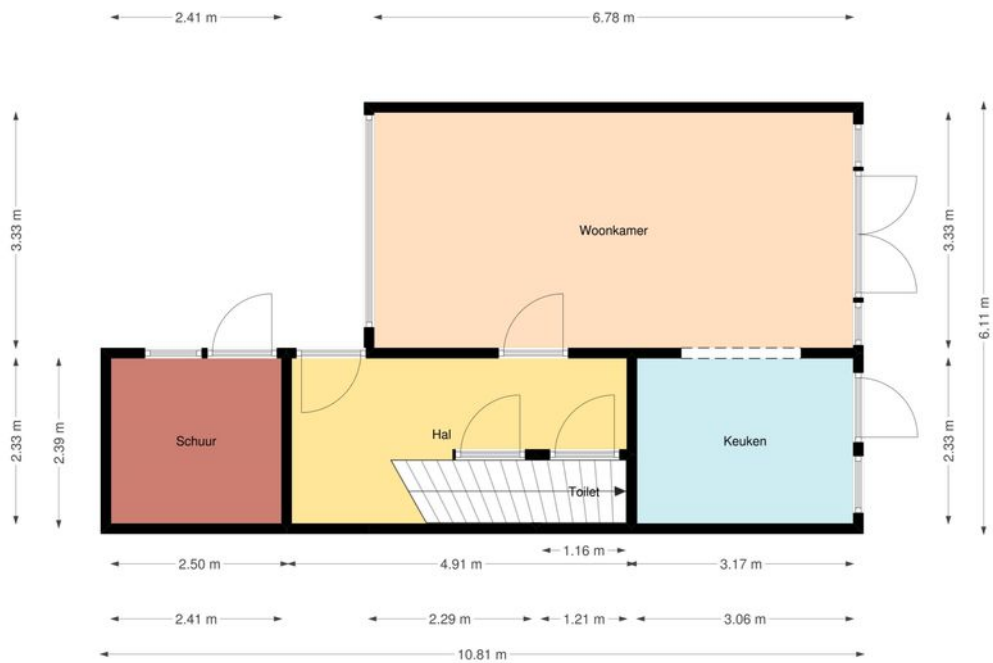 2.41 m
6.78 m
3.33 m
3.33 m
6.11 m
Woonkamer
2.33 m
2.39 m
Schuur
Hal
Toilet
Keuken
2.33 m
1.16 m
2.50 m
4.91 m
3.17 m
2.41 m
2.29 m
1.21 m
3.06 m
10.81 m